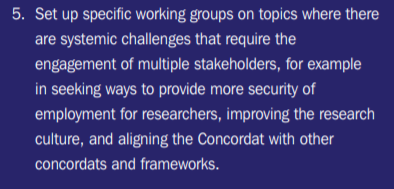 5. Set up specific working groups on topics where there
are systemic challenges that require the
engagement of multiple stakeholders, for example
in seeking ways to provide more security of
employment for researchers, improving the research
culture, and aligning the Concordat with other
concordats and frameworks.